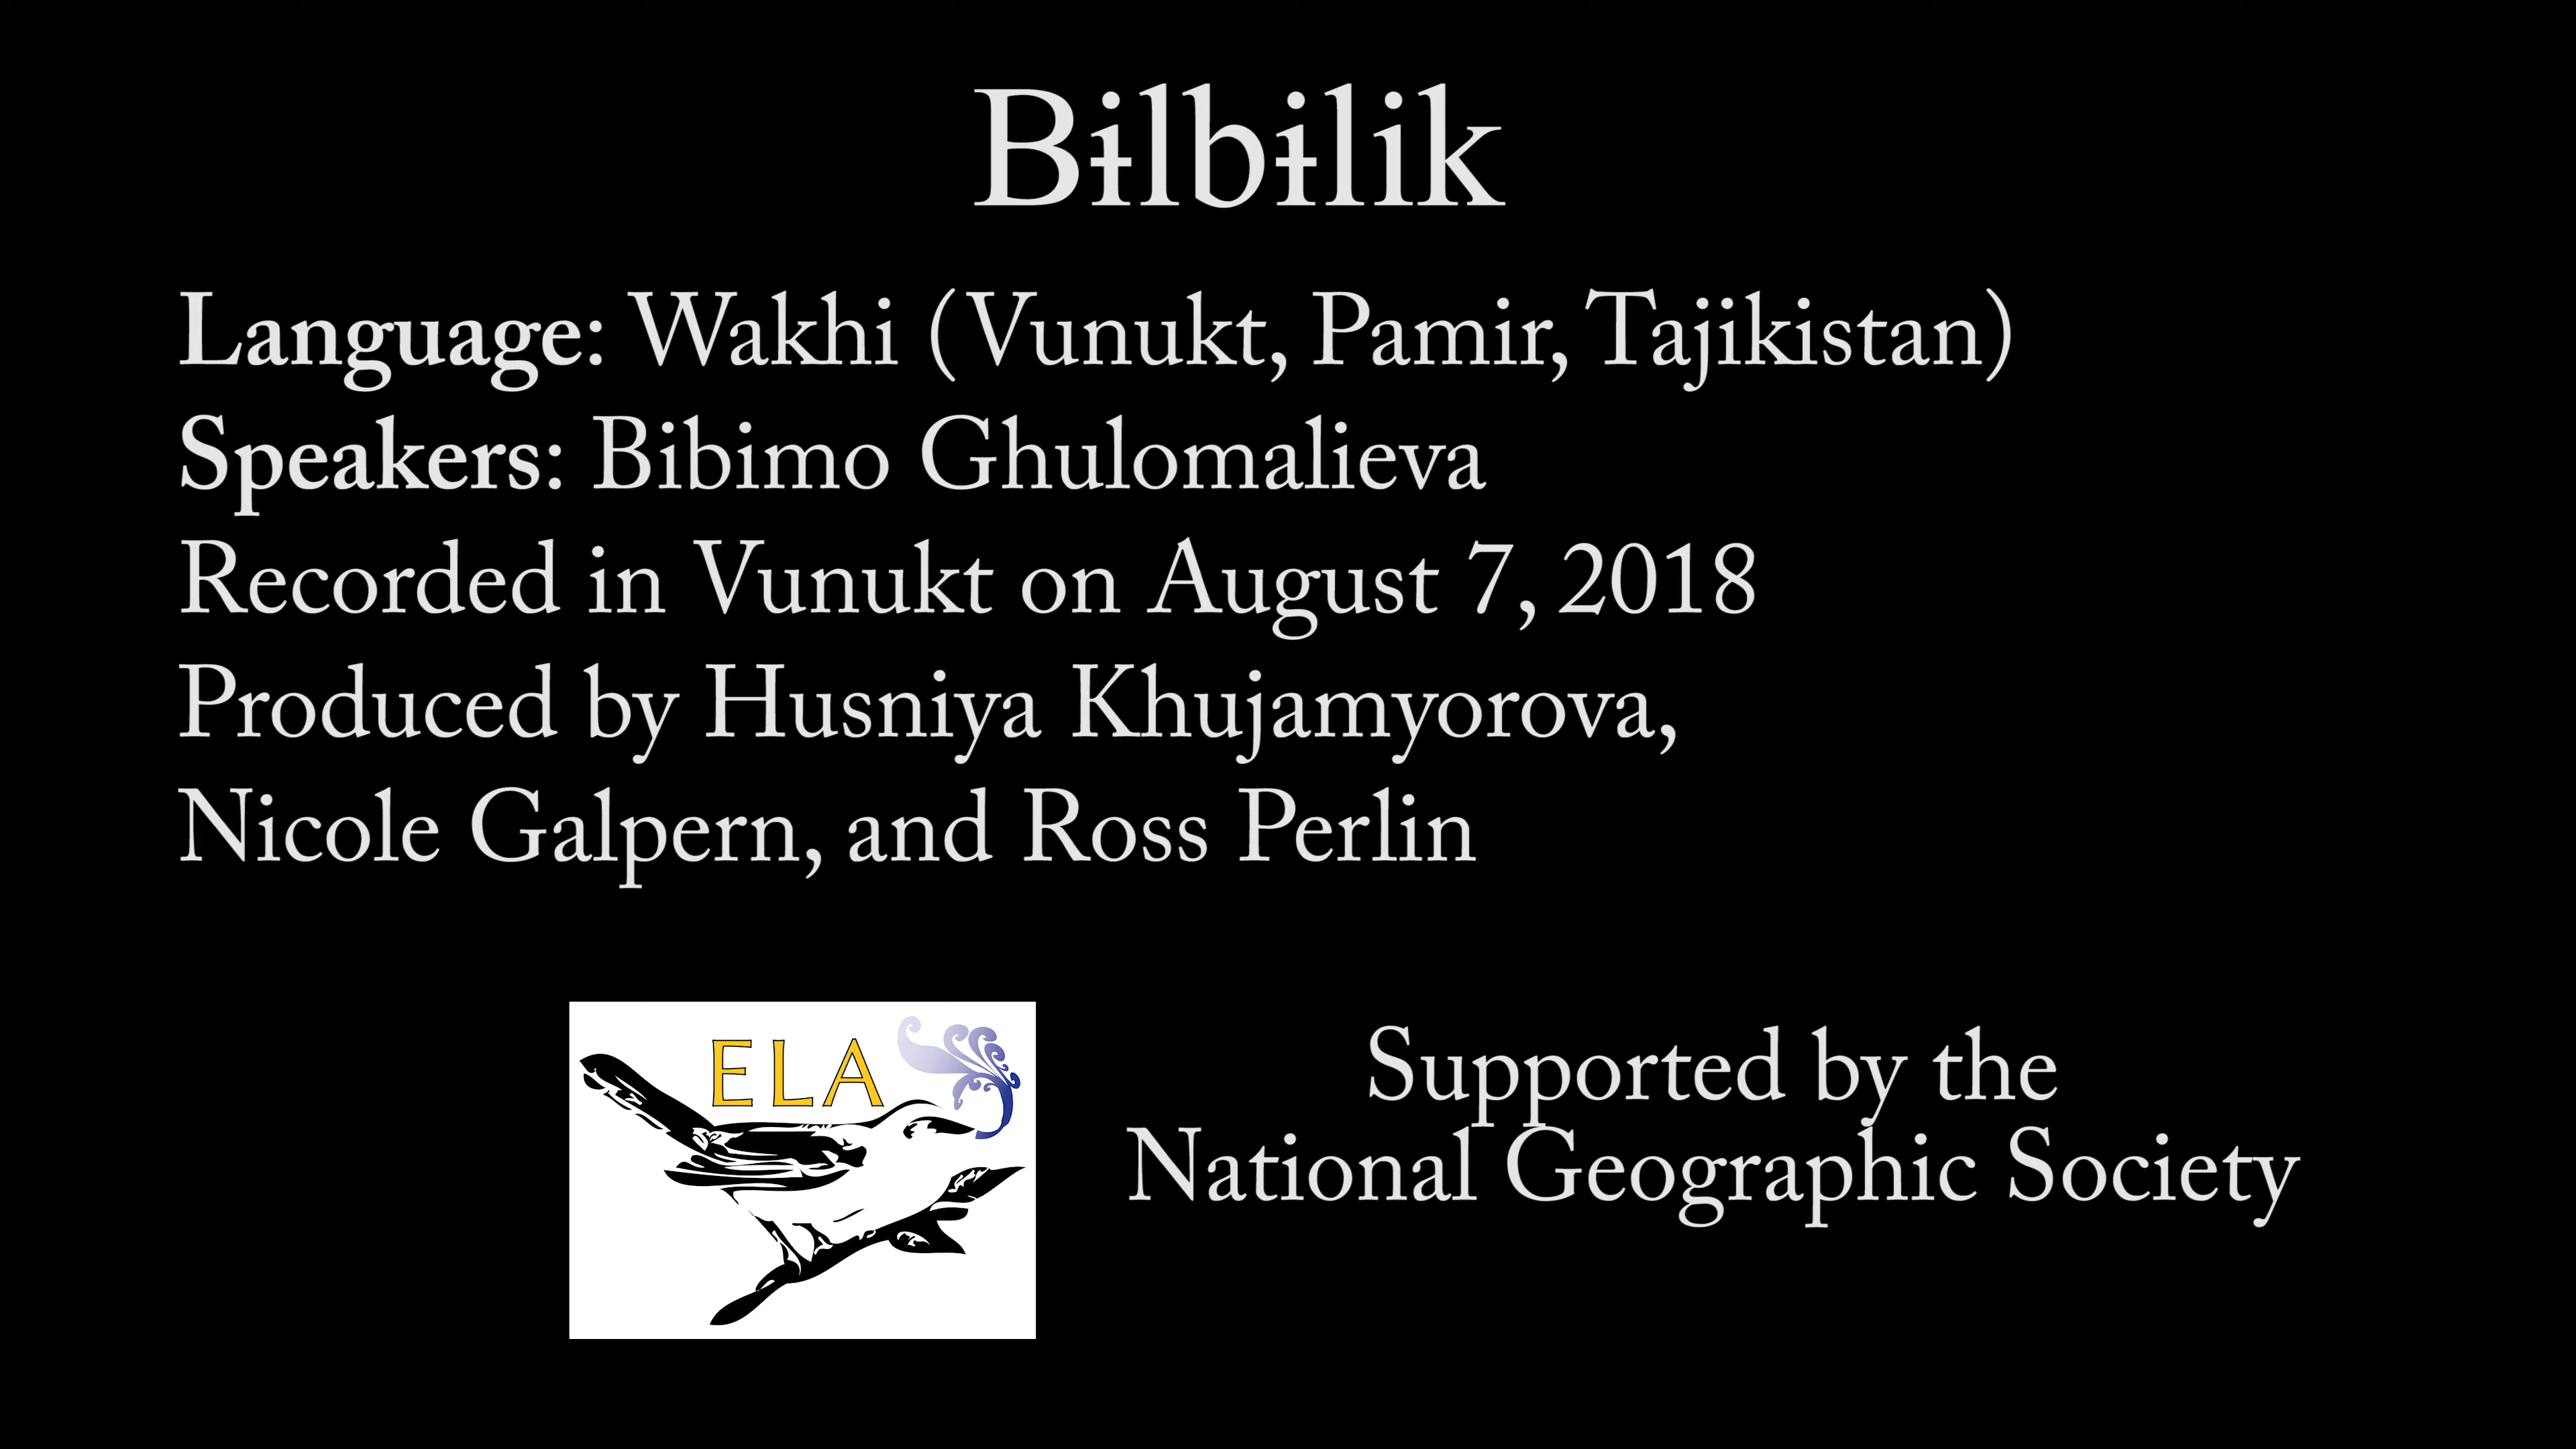 Bɨlbɨlik
Language: Wakhi (Vunukt, Pamir, Tajikistan)
Speakers: Bibimo Ghulomalieva
Recorded in Vunukt on August 7, 2018
Produced by Husniya Khujamyorova,
Nicole Galpern, and Ross Perlin
ELA
Supported by the
National Geographic Society